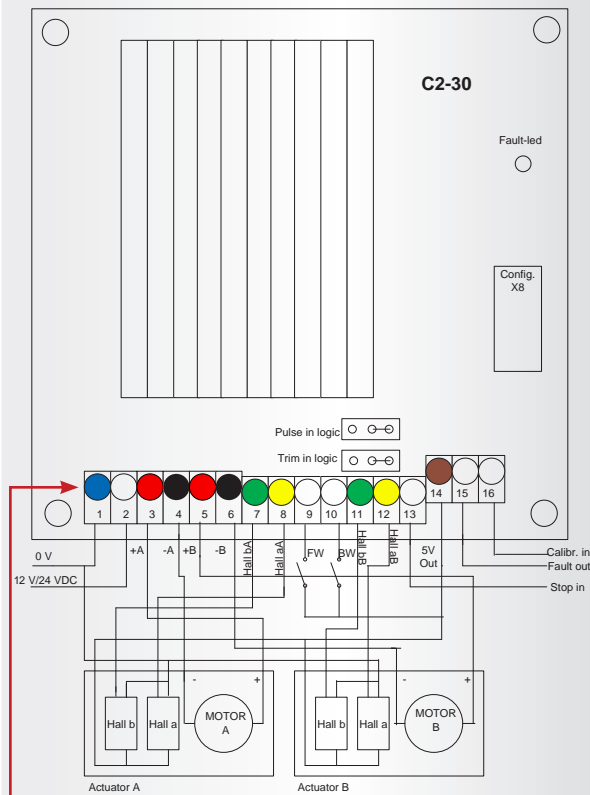 C2-30
Fault-led
Config.
X8
Pulse in logic
Trim in logic
1 2 3 4 5 6 7 8 9 10 11 12 13 14 15 16
0 V
+A -A +B -B Hall bA Hall aA FW BW Hall bB Hall aB 5V
Out
Calibr. in
Fault out
12 V/24 VDC
Stop in
- + - +
Hall b Hall a MOTOR
A
Hall b Hall a MOTOR
B
Actuator A Actuator B